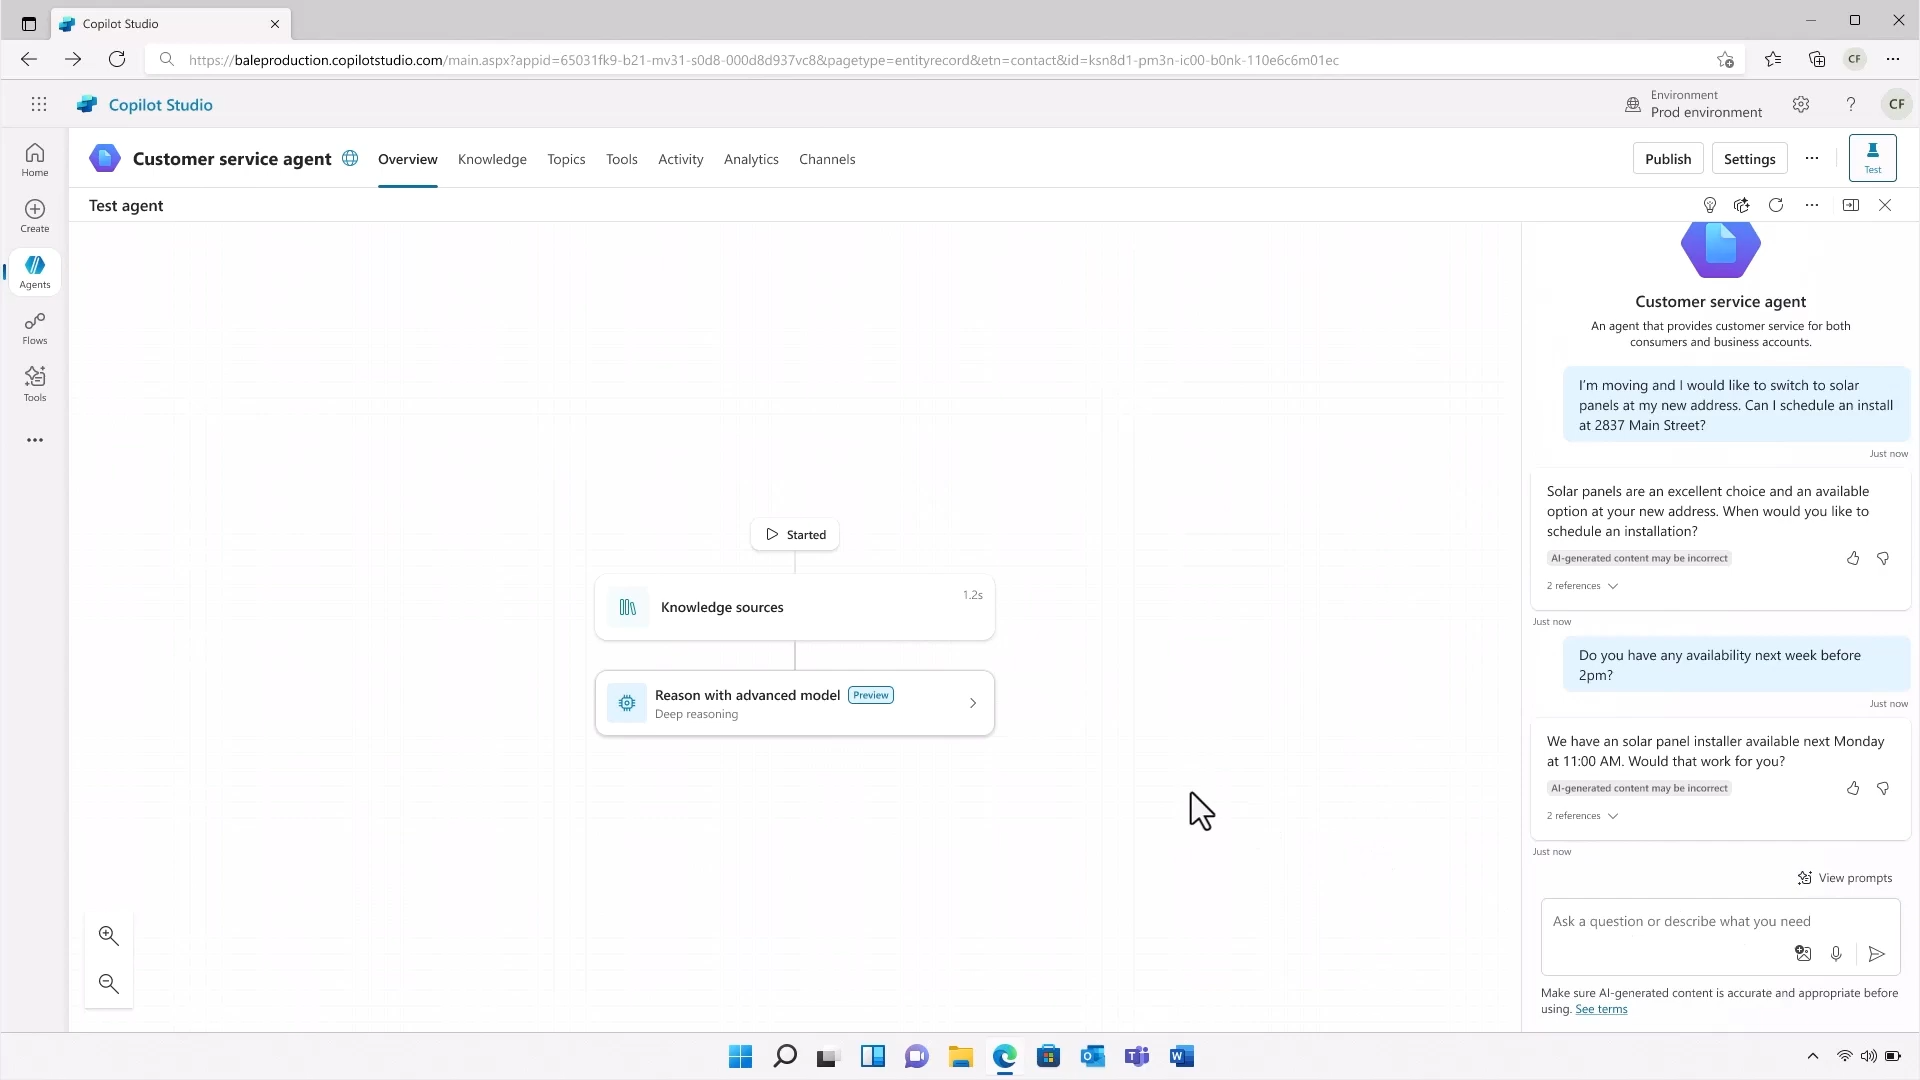 Copilot Studio
https://baleproduction.copilotstudio.com/main.aspx?appid=65031fk9-b21-mv31-s0d8-000d8d937vc8&pagetype=entityrecord&etn=contact&id=ksn8d1-pm3n-ic00-b0nk-110e6c6m01ec
CF
Copilot Studio
Environment
Prod environment
CF
Home
Create
Agents
Flows
Tools
Customer service agent
Overview
Knowledge
Topics
Tools
Activity
Analytics
Channels
Publish
Settings
Test
Test agent
Started
Knowledge sources
1.2s
Reason with advanced model
Preview
Deep reasoning
Customer service agent
An agent that provides customer service for both
consumers and business accounts.
I'm moving and I would like to switch to solar
panels at my new address. Can I schedule an install
at 2837 Main Street?
Just now
Solar panels are an excellent choice and an available
option at your new address. When would you like to
schedule an installation?
AI-generated content may be incorrect
2 references
Just now
Do you have any availability next week before
2pm?
Just now
We have an solar panel installer available next Monday
at 11:00 AM. Would that work for you?
AI-generated content may be incorrect
2 references
Just now
View prompts
Ask a question or describe what you need
Make sure AI-generated content is accurate and appropriate before
using. See terms